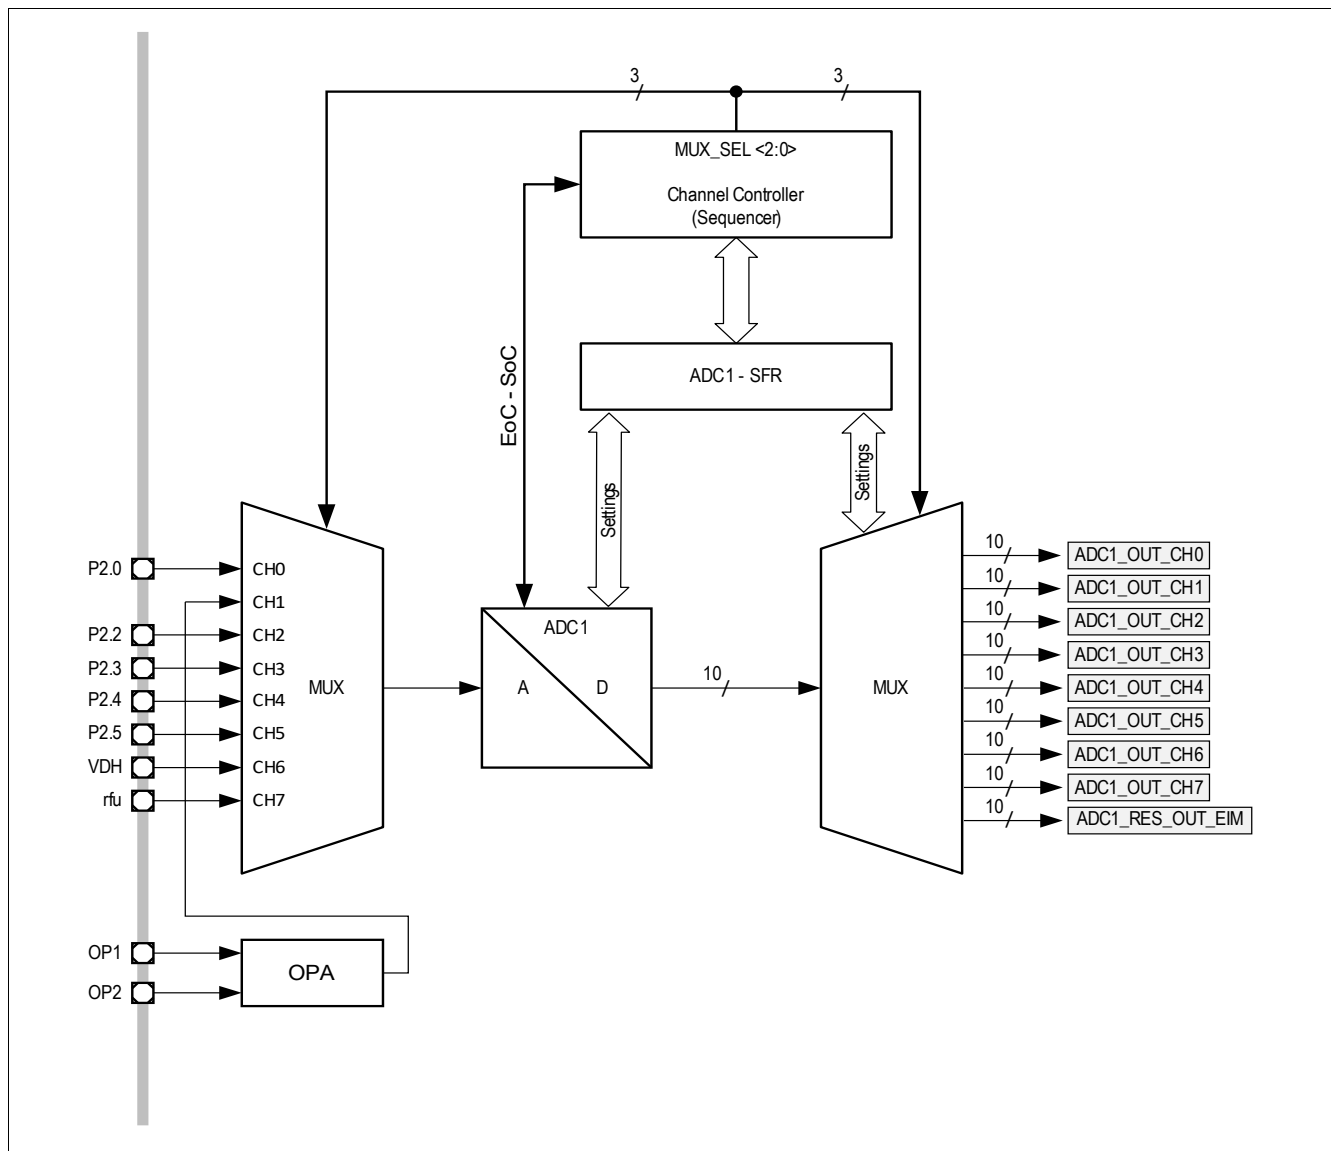 3
3
MUX_SEL <2:0>
Channel Controller
(Sequencer)
EoC - SoC
ADC1 - SFR
Settings
Settings
P2.0
P2.2
P2.3
P2.4
P2.5
VDH
rfu
CH0
CH1
CH2
CH3
CH4
CH5
CH6
CH7
MUX
ADC1
A
D
10
MUX
10
ADC1_OUT_CH0
10
ADC1_OUT_CH1
10
ADC1_OUT_CH2
10
ADC1_OUT_CH3
10
ADC1_OUT_CH4
10
ADC1_OUT_CH5
10
ADC1_OUT_CH6
10
ADC1_OUT_CH7
10
ADC1_RES_OUT_EIM
OP1
OP2
OPA